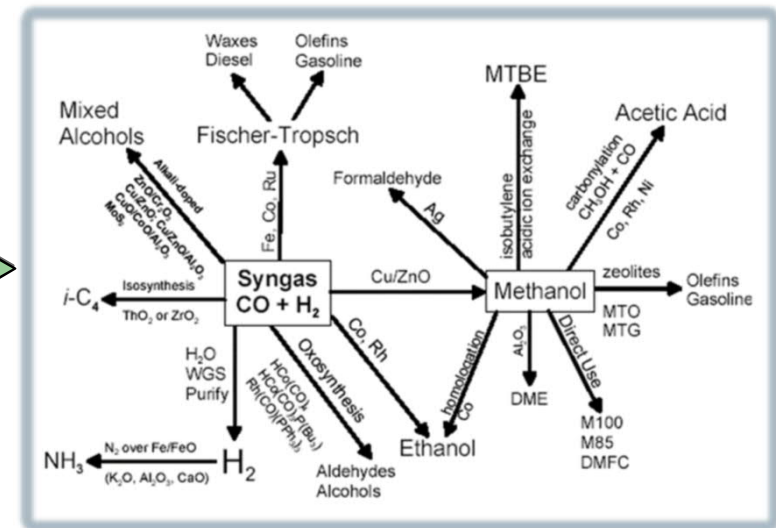 Waxes
Diesel
Olefins
Gasoline
MTBE
Mixed
Alcohols
Fischer-Tropsch
Acetic Acid
Formaldehyde
Alkali-doped
ZnO/Cr₂O₃
Cu/ZnO; Cu/ZnO/Al₂O₃
CuO/CoO/Al₂O₃
MoS₂
Fe, Co, Ru
Ag
isobutylene
acidic ion exchange
carbonylation
CH₃OH + CO
Co, Rh, Ni
i-C₄
Isosynthesis
ThO₂ or ZrO₂
Syngas
CO + H₂
Cu/ZnO
Methanol
zeolites
MTO
MTG
Olefins
Gasoline
H₂O
WGS
Purify
Oxosynthesis
HCo(CO)₄
HCo(CO)₃P(Bu₃)
Rh(CO)(PPh₃)₃
Co, Rh
homologation
Co
Al₂O₃
DME
Direct Use
M100
M85
DMFC
Ethanol
Aldehydes
Alcohols
NH₃
N₂ over Fe/FeO
(K₂O, Al₂O₃, CaO)
H₂